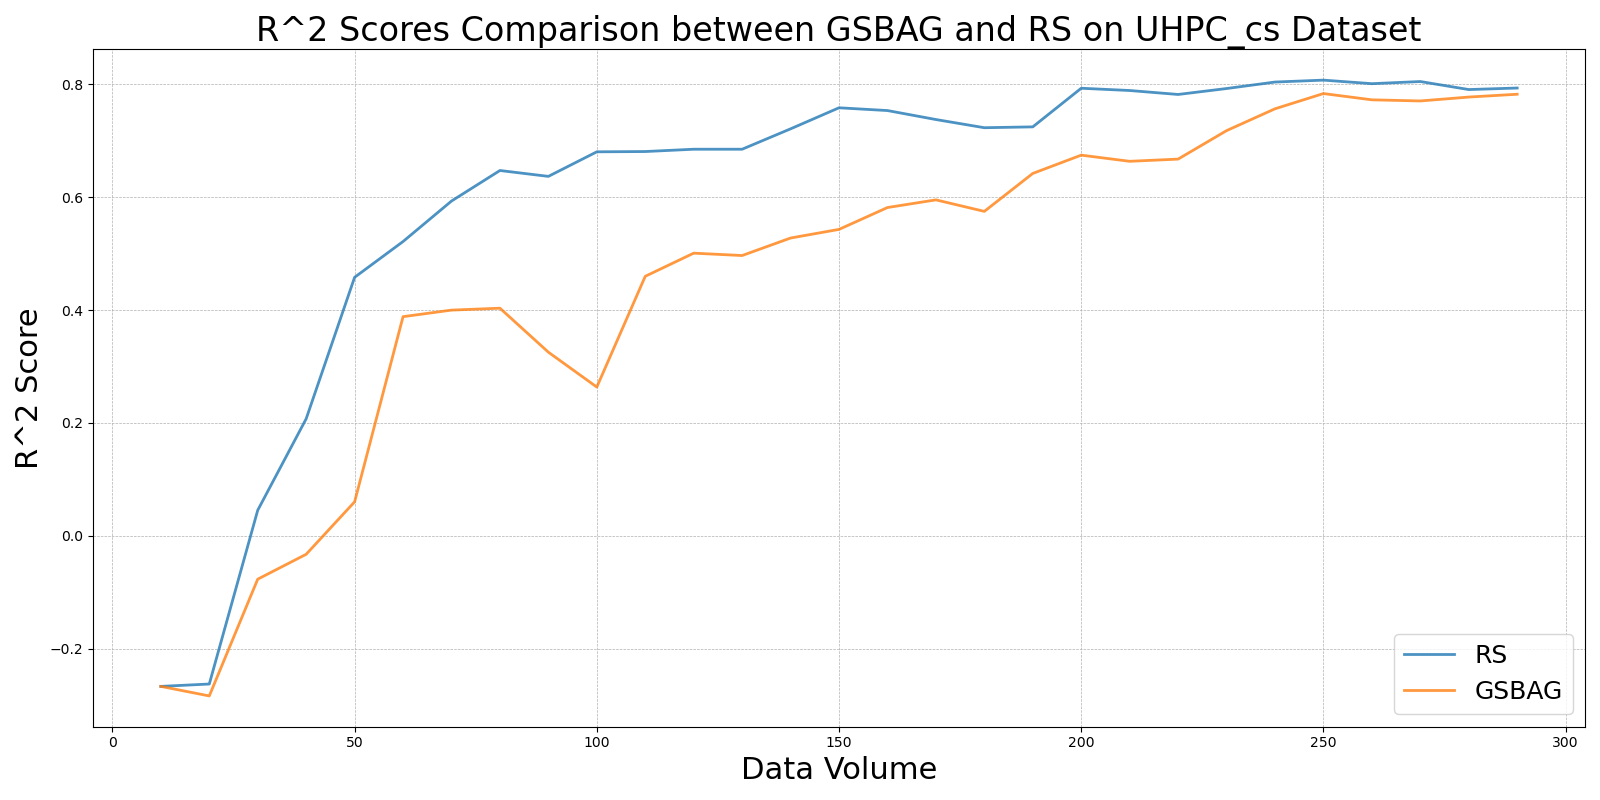 R^2 Scores Comparison between GSBAG and RS on UHPC_cs Dataset
R^2 Score
0.8
0.6
0.4
0.2
0.0
−0.2
0 50 100 150 200 250 300
Data Volume
RS
GSBAG